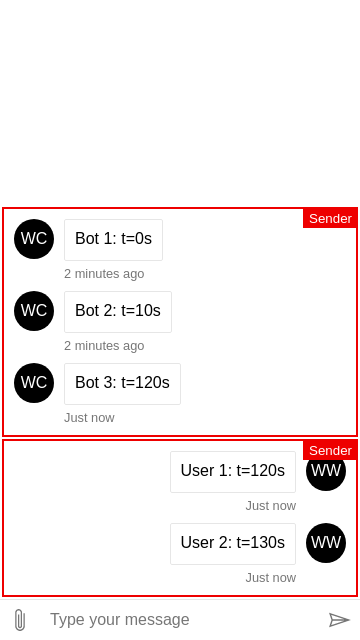 Sender
WC Bot 1: t=0s
2 minutes ago
WC Bot 2: t=10s
2 minutes ago
WC Bot 3: t=120s
Just now
Sender
User 1: t=120s WW
Just now
User 2: t=130s WW
Just now
Type your message